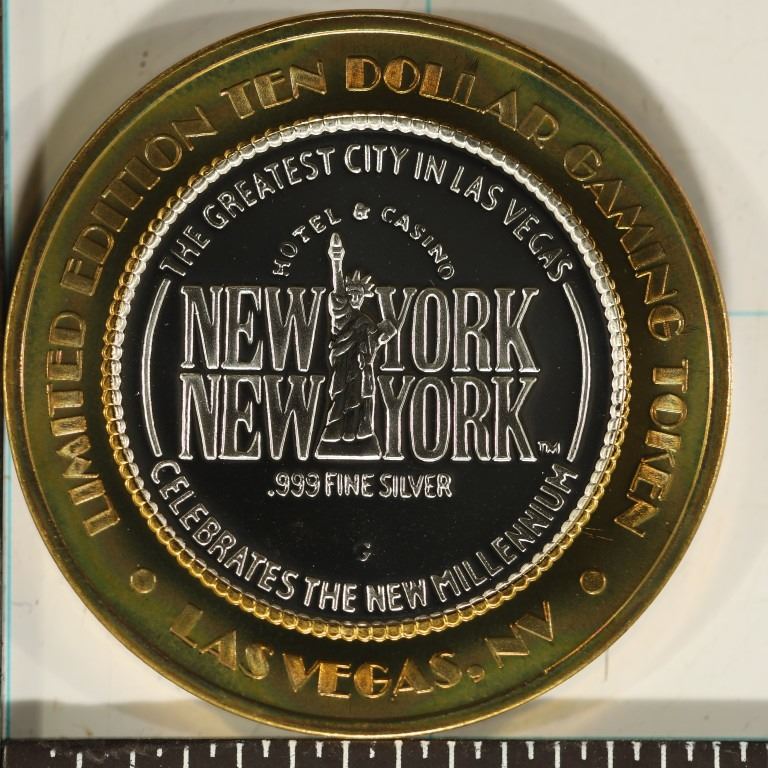 LIMITED EDITION TEN DOLLAR GAMING TOKEN
THE GREATEST CITY IN LAS VEGAS
HOTEL & CASINO
NEW YORK
NEW YORK ™
.999 FINE SILVER
G
CELEBRATES THE NEW MILLENNIUM
• LAS VEGAS, NV •